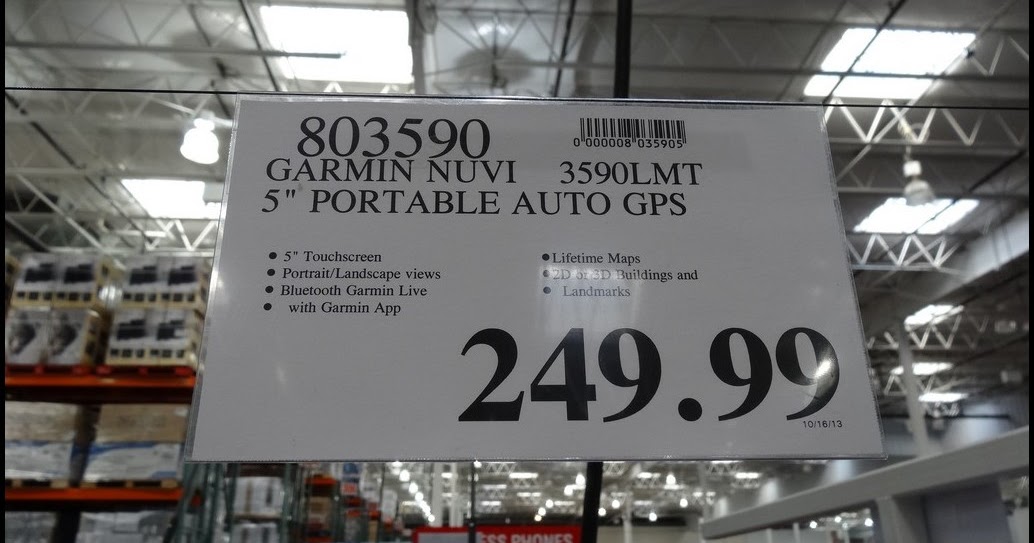 803590
0 000008 035905
GARMIN NUVI 3590LMT
5" PORTABLE AUTO GPS
• 5" Touchscreen
• Portrait/Landscape views
• Bluetooth Garmin Live
• with Garmin App
• Lifetime Maps
• 2D or 3D Buildings and
• Landmarks
249.99
10/16/13
PHONES